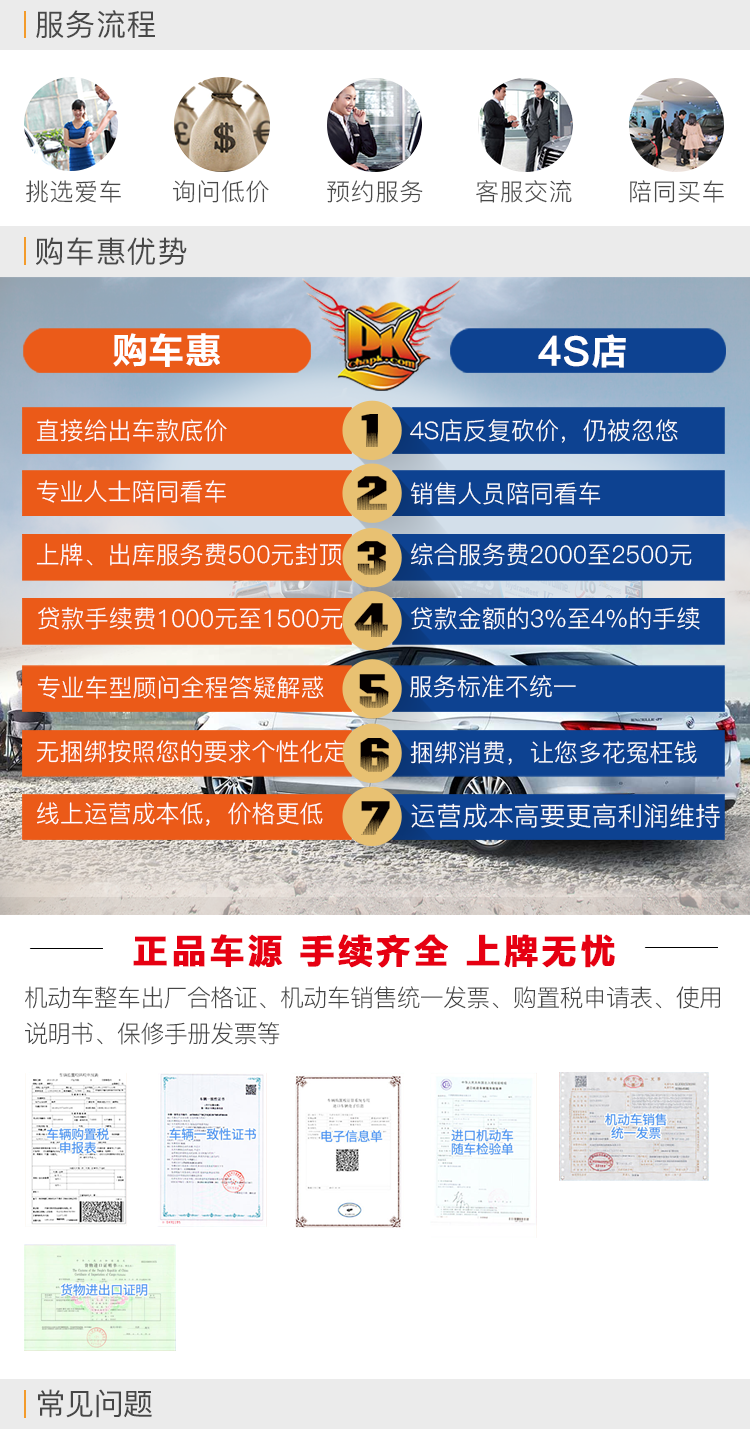 服务流程
挑选爱车
询问低价
预约服务
客服交流
陪同买车
购车惠优势
购车惠
PK
chapk.com
4S店
直接给出车款底价
1
4S店反复砍价，仍被忽悠
专业人士陪同看车
2
销售人员陪同看车
上牌、出库服务费500元封顶
3
综合服务费2000至2500元
贷款手续费1000元至1500元
4
贷款金额的3%至4%的手续
专业车型顾问全程答疑解惑
5
服务标准不统一
无捆绑按照您的要求个性化定
6
捆绑消费，让您多花冤枉钱
线上运营成本低，价格更低
7
运营成本高要更高利润维持
正品车源 手续齐全 上牌无忧
机动车整车出厂合格证、机动车销售统一发票、购置税申请表、使用
说明书、保修手册发票等
车辆购置税
申报表
车辆一致性证书
电子信息单
进口机动车
随车检验单
机动车销售
统一发票
货物进出口证明
常见问题